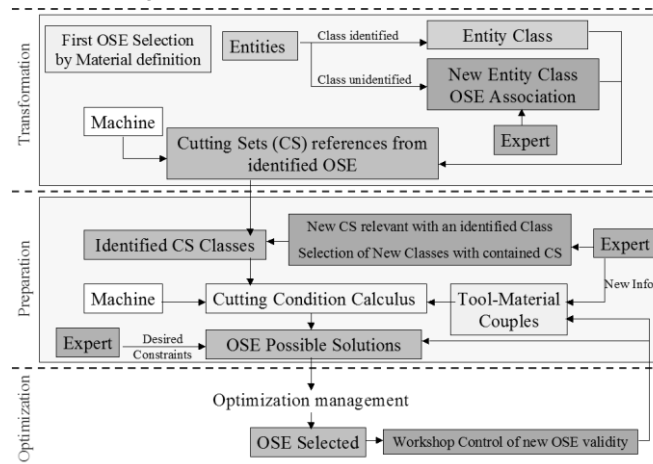 First OSE Selection
by Material definition
Entities
Class identified
Entity Class
Class unidentified
New Entity Class
OSE Association
Machine
Expert
Cutting Sets (CS) references from
identified OSE
Transformation
New CS relevant with an identified Class
Selection of New Classes with contained CS
Expert
Identified CS Classes
New Info
Machine
Cutting Condition Calculus
Tool-Material
Couples
Expert
Desired
Constraints
OSE Possible Solutions
Preparation
Optimization management
OSE Selected
Workshop Control of new OSE validity
Optimization